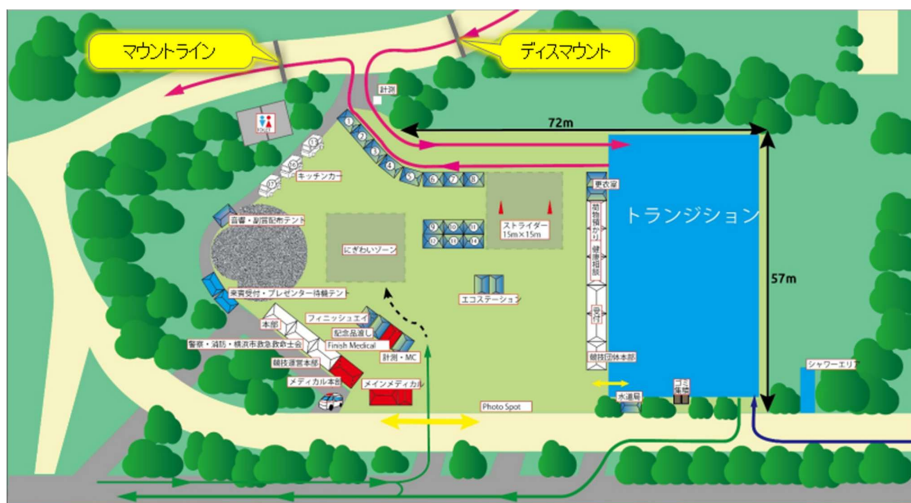 マウントライン
ディスマウント
計測
72m
キッチンカー
更衣室
トランジション
荷物預かり
健康相談
ストライダー
15m×15m
音響・副賞配布テント
にぎわいゾーン
57m
エコステーション
来賓受付・プレゼンター待機テント
受付
フィニッシュエイ
本部
記念品渡し
警察・消防・横浜市救急救命士会
Finish Medical
計測・MC
競技運営本部
競技団体本部
メディカル本部
メインメディカル
シャワーエリア
ゴミ
集積
水道局
Photo Spot